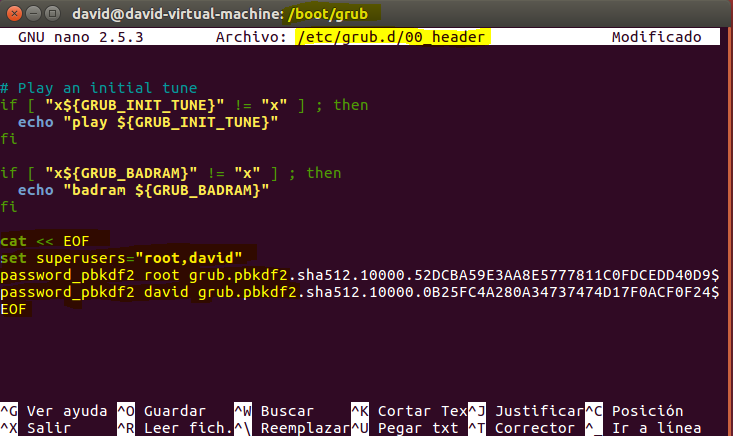 david@david-virtual-machine: /boot/grub
GNU nano 2.5.3 Archivo: /etc/grub.d/00_header Modificado
# Play an initial tune
if [ "x${GRUB_INIT_TUNE}" != "x" ] ; then
echo "play ${GRUB_INIT_TUNE}"
fi
if [ "x${GRUB_BADRAM}" != "x" ] ; then
echo "badram ${GRUB_BADRAM}"
fi
cat << EOF
set superusers="root,david"
password_pbkdf2 root grub.pbkdf2.sha512.10000.52DCBA59E3AA8E5777811C0FDCEDD40D9$
password_pbkdf2 david grub.pbkdf2.sha512.10000.0B25FC4A280A34737474D17F0ACF0F24$
EOF
^G Ver ayuda ^O Guardar ^W Buscar ^K Cortar Tex^J Justificar^C Posición
^X Salir ^R Leer fich.^\ Reemplazar^U Pegar txt ^T Corrector ^_ Ir a línea